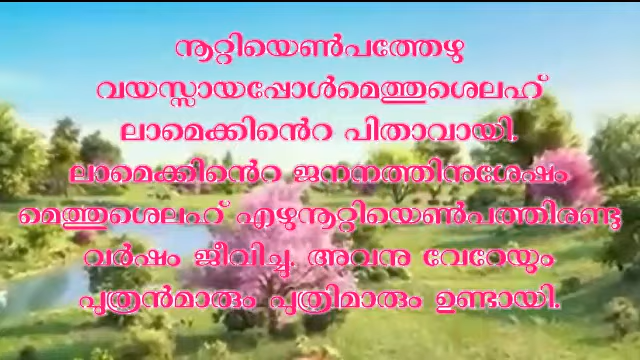 നൂറ്റിയെൺപത്തേഴു
വയസ്സായപ്പോൾമെത്തുശെലഹ്
ലാമെക്കിൻെറ പിതാവായി.
ലാമെക്കിൻെറ ജനനത്തിനുശേഷം
മെത്തുശെലഹ് എഴുനൂറ്റിയെൺപത്തിരണ്ടു
വർഷം ജീവിച്ചു. അവനു വേറേയും
പുത്രൻമാരും പുത്രിമാരും ഉണ്ടായി.